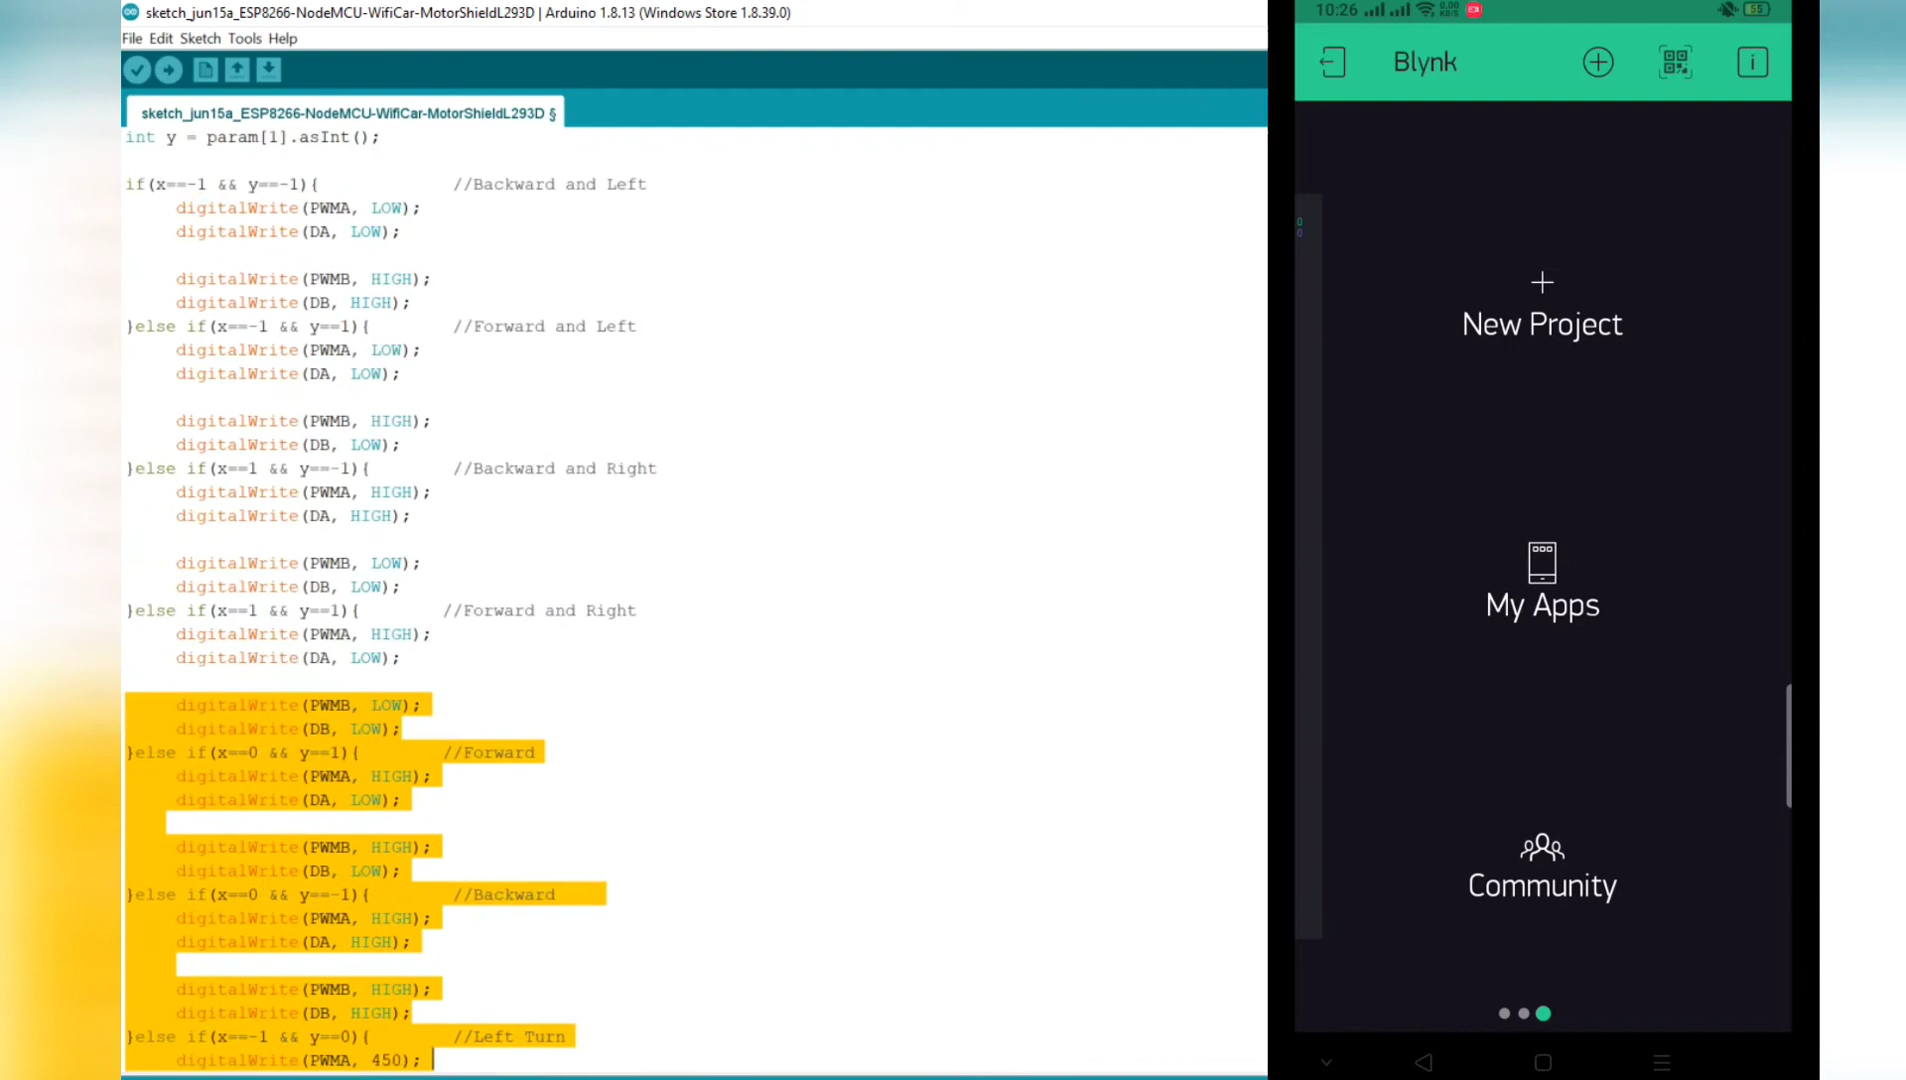 sketch_jun15a_ESP8266-NodeMCU-WifiCar-MotorShieldL293D | Arduino 1.8.13 (Windows Store 1.8.39.0)
File Edit Sketch Tools Help
sketch_jun15a_ESP8266-NodeMCU-WifiCar-MotorShieldL293D §
int y = param[1].asInt();
if(x==-1 && y==-1){ //Backward and Left
digitalWrite(PWMA, LOW);
digitalWrite(DA, LOW);
digitalWrite(PWMB, HIGH);
digitalWrite(DB, HIGH);
}else if(x==-1 && y==1){ //Forward and Left
digitalWrite(PWMA, LOW);
digitalWrite(DA, LOW);
digitalWrite(PWMB, HIGH);
digitalWrite(DB, LOW);
}else if(x==1 && y==-1){ //Backward and Right
digitalWrite(PWMA, HIGH);
digitalWrite(DA, HIGH);
digitalWrite(PWMB, LOW);
digitalWrite(DB, LOW);
}else if(x==1 && y==1){ //Forward and Right
digitalWrite(PWMA, HIGH);
digitalWrite(DA, LOW);
digitalWrite(PWMB, LOW);
digitalWrite(DB, LOW);
}else if(x==0 && y==1){ //Forward
digitalWrite(PWMA, HIGH);
digitalWrite(DA, LOW);
digitalWrite(PWMB, HIGH);
digitalWrite(DB, LOW);
}else if(x==0 && y==-1){ //Backward
digitalWrite(PWMA, HIGH);
digitalWrite(DA, HIGH);
digitalWrite(PWMB, HIGH);
digitalWrite(DB, HIGH);
}else if(x==-1 && y==0){ //Left Turn
digitalWrite(PWMA, 450);
10:26 0.00 KB/S 55
Blynk
0
0
New Project
My Apps
Community